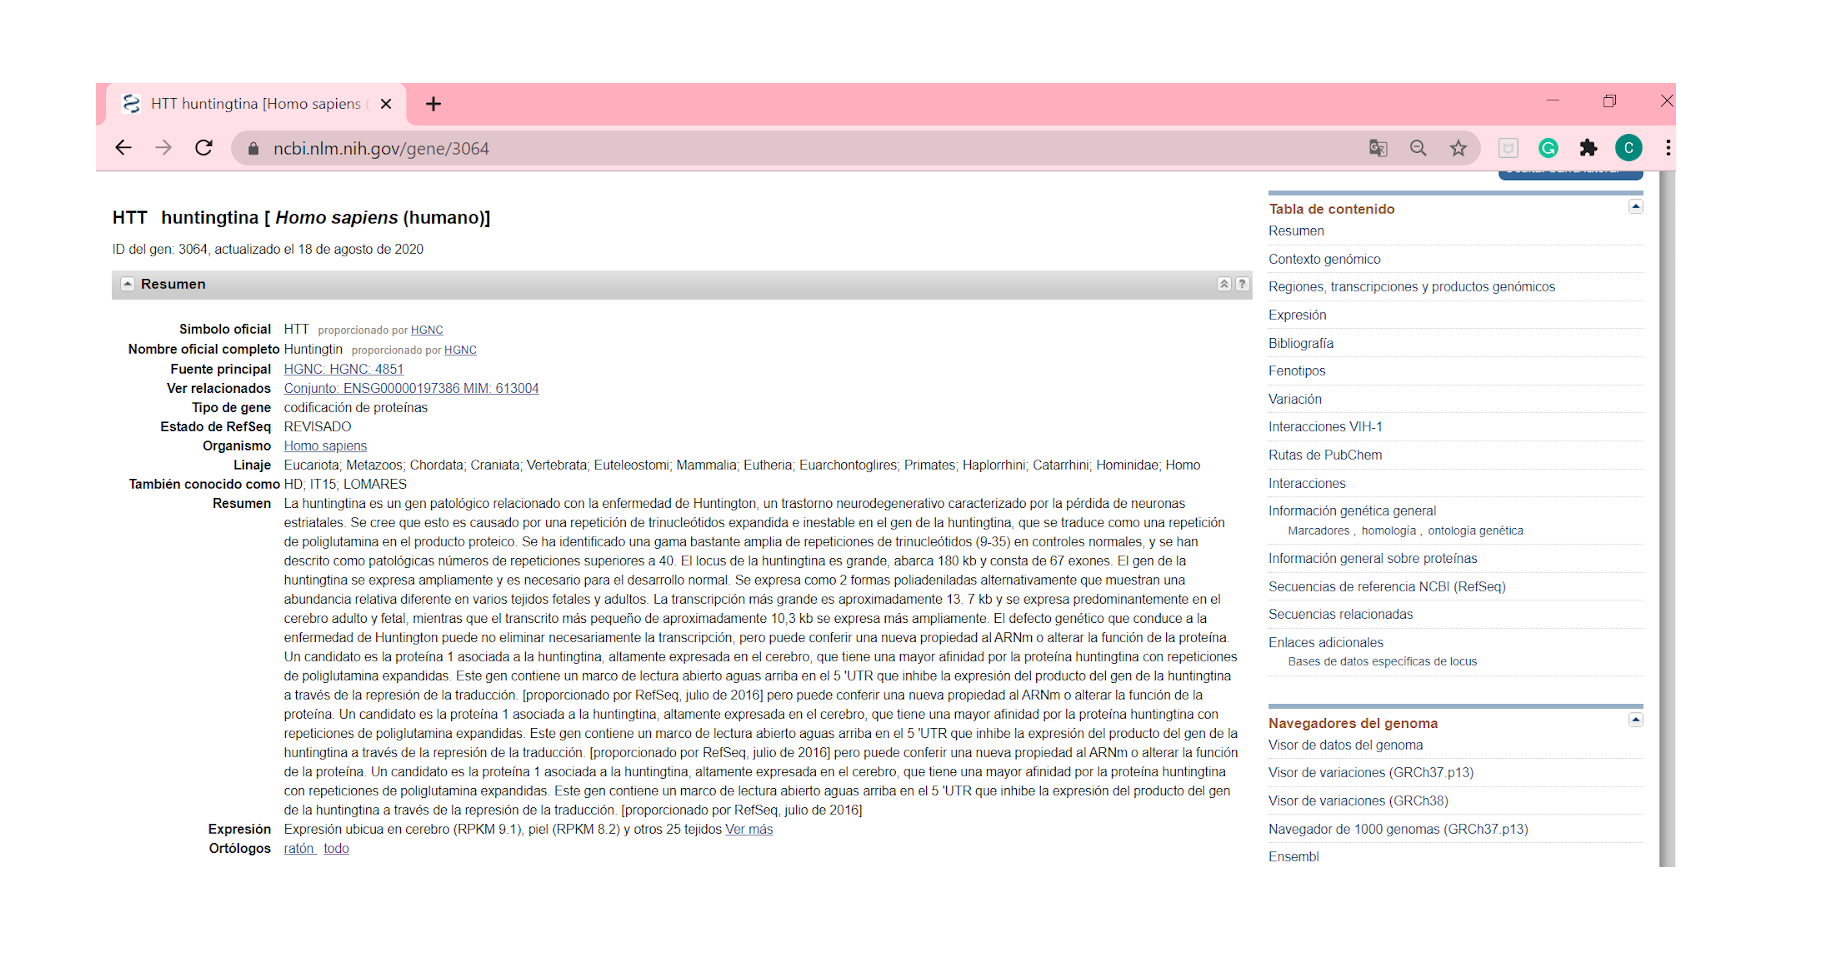 HTT huntingtina [Homo sapiens (
ncbi.nlm.nih.gov/gene/3064
C
HTT huntingtina [ Homo sapiens (humano)]
ID del gen: 3064, actualizado el 18 de agosto de 2020
Resumen
?
Símbolo oficial HTT proporcionado por HGNC
Nombre oficial completo Huntingtin proporcionado por HGNC
Fuente principal HGNC: HGNC: 4851
Ver relacionados Conjunto: ENSG00000197386 MIM: 613004
Tipo de gene codificación de proteínas
Estado de RefSeq REVISADO
Organismo Homo sapiens
Linaje Eucariota; Metazoos; Chordata; Craniata; Vertebrata; Euteleostomi; Mammalia; Eutheria; Euarchontoglires; Primates; Haplorrhini; Catarrhini; Hominidae; Homo
También conocido como HD; IT15; LOMARES
Resumen La huntingtina es un gen patológico relacionado con la enfermedad de Huntington, un trastorno neurodegenerativo caracterizado por la pérdida de neuronas
estriatales. Se cree que esto es causado por una repetición de trinucleótidos expandida e inestable en el gen de la huntingtina, que se traduce como una repetición
de poliglutamina en el producto proteico. Se ha identificado una gama bastante amplia de repeticiones de trinucleótidos (9-35) en controles normales, y se han
descrito como patológicas números de repeticiones superiores a 40. El locus de la huntingtina es grande, abarca 180 kb y consta de 67 exones. El gen de la
huntingtina se expresa ampliamente y es necesario para el desarrollo normal. Se expresa como 2 formas poliadeniladas alternativamente que muestran una
abundancia relativa diferente en varios tejidos fetales y adultos. La transcripción más grande es aproximadamente 13. 7 kb y se expresa predominantemente en el
cerebro adulto y fetal, mientras que el transcrito más pequeño de aproximadamente 10,3 kb se expresa más ampliamente. El defecto genético que conduce a la
enfermedad de Huntington puede no eliminar necesariamente la transcripción, pero puede conferir una nueva propiedad al ARNm o alterar la función de la proteína.
Un candidato es la proteína 1 asociada a la huntingtina, altamente expresada en el cerebro, que tiene una mayor afinidad por la proteína huntingtina con repeticiones
de poliglutamina expandidas. Este gen contiene un marco de lectura abierto aguas arriba en el 5 'UTR que inhibe la expresión del producto del gen de la huntingtina
a través de la represión de la traducción. [proporcionado por RefSeq, julio de 2016] pero puede conferir una nueva propiedad al ARNm o alterar la función de la
proteína. Un candidato es la proteína 1 asociada a la huntingtina, altamente expresada en el cerebro, que tiene una mayor afinidad por la proteína huntingtina con
repeticiones de poliglutamina expandidas. Este gen contiene un marco de lectura abierto aguas arriba en el 5 'UTR que inhibe la expresión del producto del gen de la
huntingtina a través de la represión de la traducción. [proporcionado por RefSeq, julio de 2016] pero puede conferir una nueva propiedad al ARNm o alterar la función
de la proteína. Un candidato es la proteína 1 asociada a la huntingtina, altamente expresada en el cerebro, que tiene una mayor afinidad por la proteína huntingtina
con repeticiones de poliglutamina expandidas. Este gen contiene un marco de lectura abierto aguas arriba en el 5 'UTR que inhibe la expresión del producto del gen
de la huntingtina a través de la represión de la traducción. [proporcionado por RefSeq, julio de 2016]
Expresión Expresión ubicua en cerebro (RPKM 9.1), piel (RPKM 8.2) y otros 25 tejidos Ver más
Ortólogos ratón todo
Tabla de contenido
Resumen
Contexto genómico
Regiones, transcripciones y productos genómicos
Expresión
Bibliografía
Fenotipos
Variación
Interacciones VIH-1
Rutas de PubChem
Interacciones
Información genética general
Marcadores , homología , ontología genética
Información general sobre proteínas
Secuencias de referencia NCBI (RefSeq)
Secuencias relacionadas
Enlaces adicionales
Bases de datos específicas de locus
Navegadores del genoma
Visor de datos del genoma
Visor de variaciones (GRCh37.p13)
Visor de variaciones (GRCh38)
Navegador de 1000 genomas (GRCh37.p13)
Ensembl